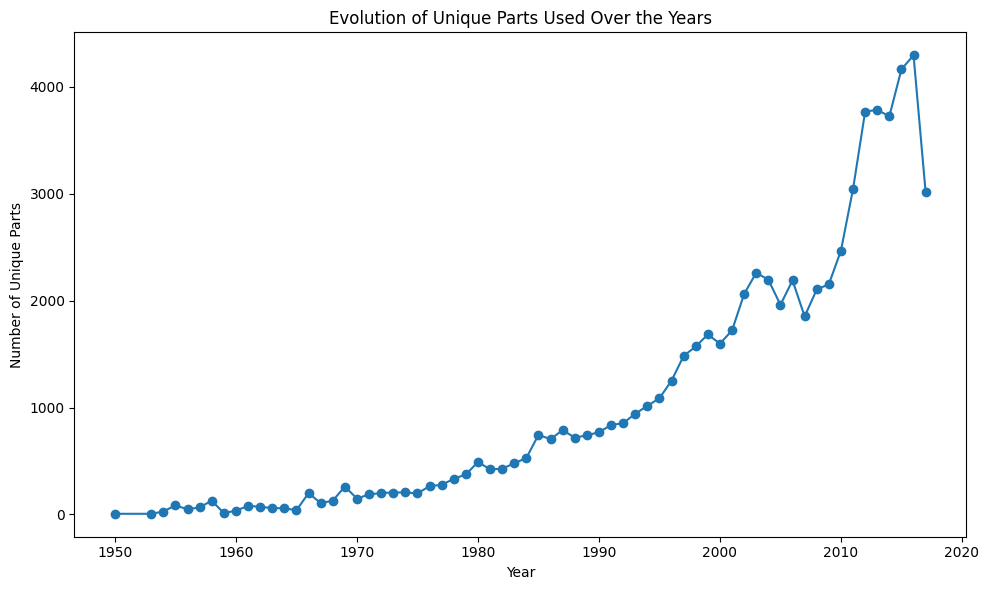 Evolution of Unique Parts Used Over the Years
Number of Unique Parts
4000
3000
2000
1000
0
1950 1960 1970 1980 1990 2000 2010 2020
Year